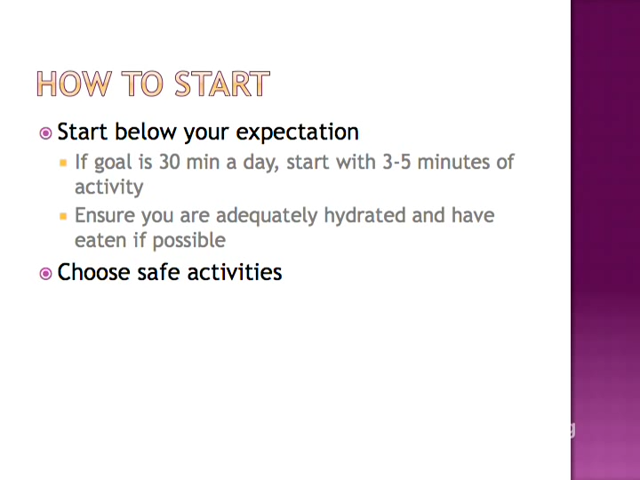 HOW TO START
Start below your expectation
If goal is 30 min a day, start with 3-5 minutes of
activity
Ensure you are adequately hydrated and have
eaten if possible
Choose safe activities